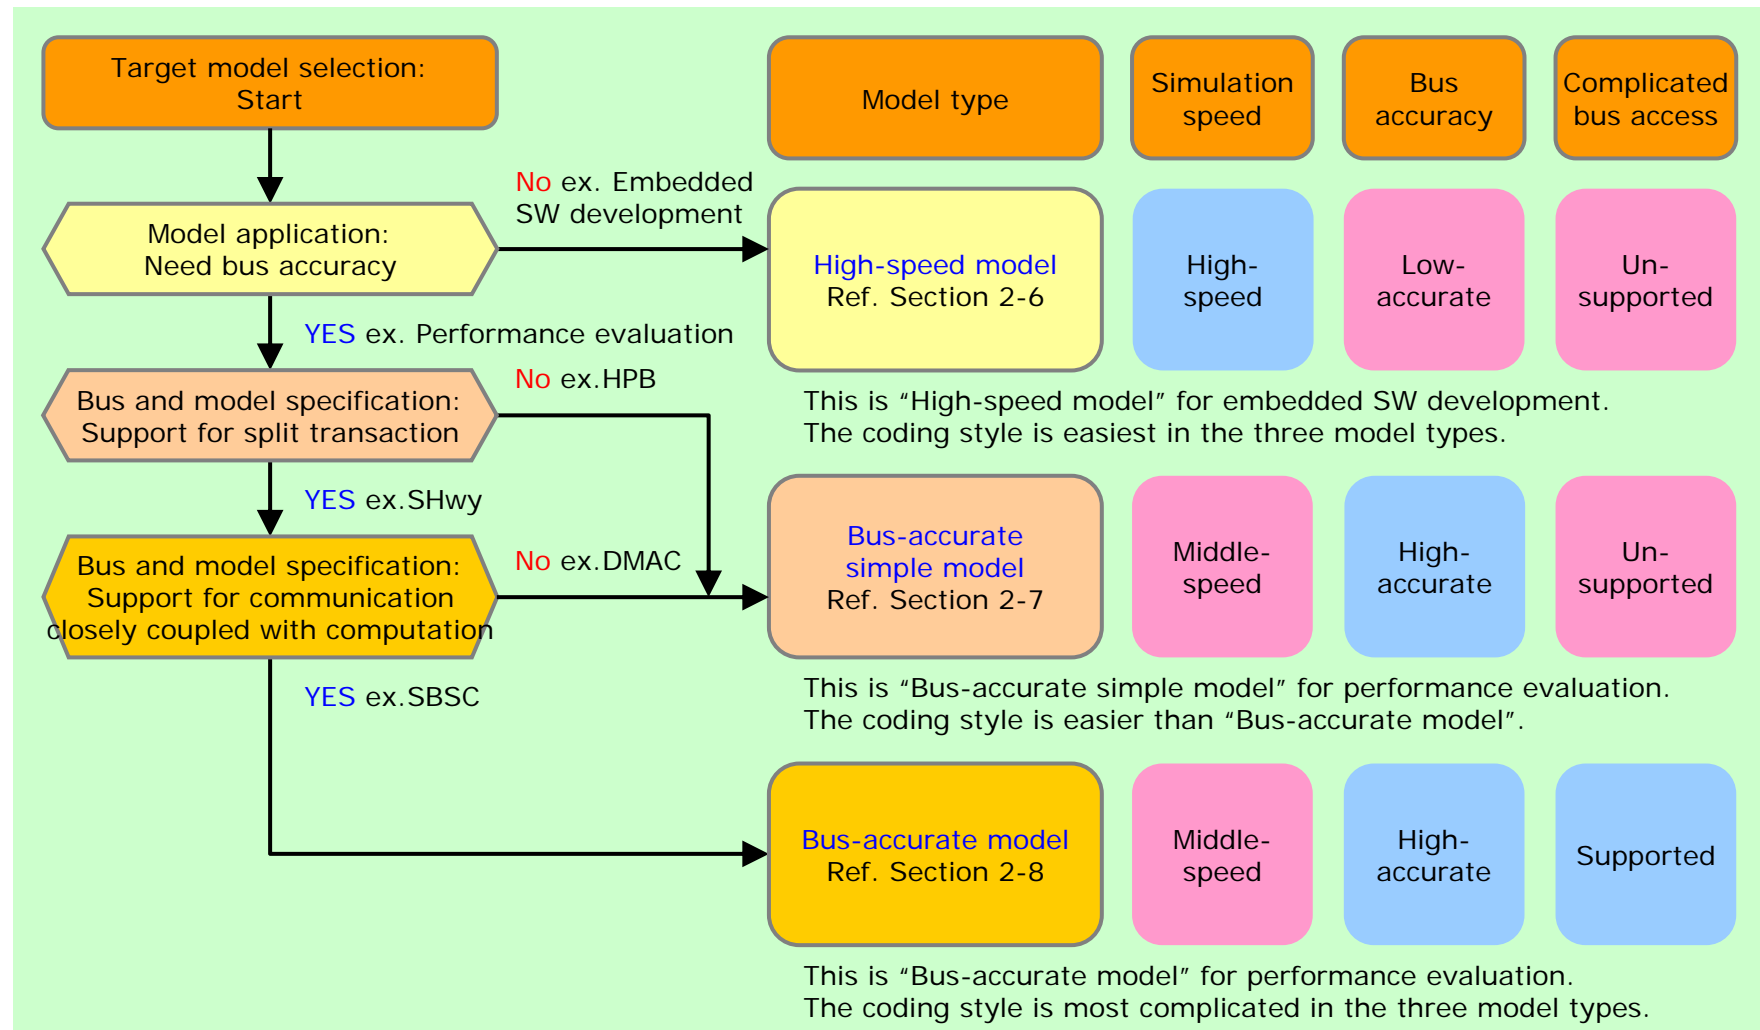 Target model selection:
Start
Model type
Simulation
speed
Bus
accuracy
Complicated
bus access
No ex. Embedded
SW development
Model application:
Need bus accuracy
High-speed model
Ref. Section 2-6
High-
speed
Low-
accurate
Un-
supported
YES ex. Performance evaluation
This is “High-speed model” for embedded SW development.
The coding style is easiest in the three model types.
No ex.HPB
Bus and model specification:
Support for split transaction
YES ex.SHwy
Bus and model specification:
Support for communication
closely coupled with computation
No ex.DMAC
Bus-accurate
simple model
Ref. Section 2-7
Middle-
speed
High-
accurate
Un-
supported
This is “Bus-accurate simple model” for performance evaluation.
The coding style is easier than “Bus-accurate model”.
YES ex.SBSC
Bus-accurate model
Ref. Section 2-8
Middle-
speed
High-
accurate
Supported
This is “Bus-accurate model” for performance evaluation.
The coding style is most complicated in the three model types.